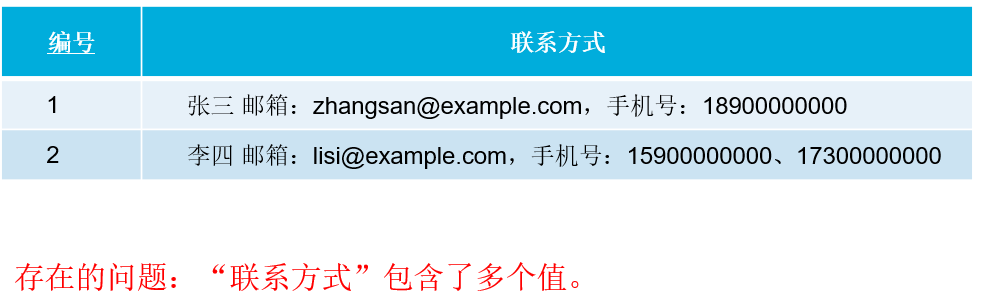 编号 联系方式
1 张三 邮箱：zhangsan@example.com，手机号：18900000000
2 李四 邮箱：lisi@example.com，手机号：15900000000、17300000000
存在的问题：“联系方式”包含了多个值。